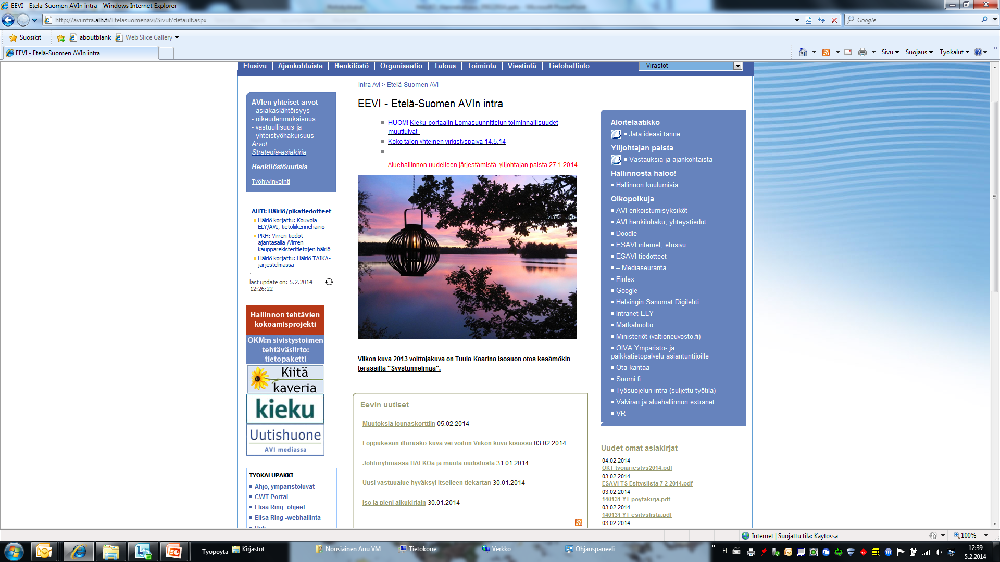 EEVI - Etelä-Suomen AVIn intra - Windows Internet Explorer
http://aviintra.alh.fi/Etelasuomenavi/Sivut/default.aspx
Google
Suosikit
aboutblank
Web Slice Gallery
EEVI - Etelä-Suomen AVIn intra
Sivu
Suojaus
Työkalut
Etusivu | Ajankohtaista | Henkilöstö | Organisaatio | Talous | Toiminta | Viestintä | Tietohallinto
Virastot
Intra Avi > Etelä-Suomen AVI
AVIen yhteiset arvot
- asiakaslähtöisyys
- oikeudenmukaisuus
- vastuullisuus ja
- yhteistyöhakuisuus
Arvot
Strategia-asiakirja
Henkilöstöuutisia
Työhyvinvointi
AHTi: Häiriö/pikatiedotteet
Häiriö korjattu: Kouvola
ELY/AVI, tietoliikennehäiriö
PRH: Virren tiedot
ajantasalla /Virren
kaupparekisteritietojen häiriö
Häiriö korjattu: Häiriö TAIKA-
järjestelmässä
last update on: 5.2.2014
12:26:22
Hallinnon tehtävien
kokoamisprojekti
OKM:n sivistystoimen
tehtäväsiirto:
tietopaketti
Kiitä
kaveria
kieku
Uutishuone
AVI mediassa
TYÖKALUPAKKI
Ahjo, ympäristöluvat
CWT Portal
Elisa Ring -ohjeet
Elisa Ring -webhallinta
EEVI - Etelä-Suomen AVIn intra
HUOM! Kieku-portaalin Lomasuunnittelun toiminnallisuudet
muuttuivat
Koko talon yhteinen virkistyspäivä 14.5.14
Aluehallinnon uudelleen järjestämistä, ylijohtajan palsta 27.1.2014
Viikon kuva 2013 voittajakuva on Tuula-Kaarina Isosuon otos kesämökin
terassilta "Syystunnelmaa".
Eevin uutiset
Muutoksia lounaskorttiin 05.02.2014
Loppukesän iltarusko-kuva vei voiton Viikon kuva kisassa 03.02.2014
Johtoryhmässä HALKOa ja muuta uudistusta 31.01.2014
Uusi vastuualue hyväksyi itselleen tiekartan 30.01.2014
Iso ja pieni alkukirjain 30.01.2014
Aloitelaatikko
Jätä ideasi tänne
Ylijohtajan palsta
Vastauksia ja ajankohtaista
Hallinnosta haloo!
Hallinnon kuulumisia
Oikopolkuja
AVI erikoistumisyksiköt
AVI henkilöhaku, yhteystiedot
Doodle
ESAVI internet, etusivu
ESAVI tiedotteet
– Mediaseuranta
Finlex
Google
Helsingin Sanomat Digilehti
Intranet ELY
Matkahuolto
Ministeriöt (valtioneuvosto.fi)
OIVA Ympäristö- ja
paikkatietopalvelu asiantuntijoille
Ota kantaa
Suomi.fi
Työsuojelun intra (suljettu työtila)
Valviran ja aluehallinnon extranet
VR
Uudet omat asiakirjat
04.02.2014
OKT työjärjestys2014.pdf
03.02.2014
ESAVI TS Esityslista 7 2 2014.pdf
03.02.2014
140131 YT pöytäkirja.pdf
03.02.2014
140131 YT esityslista.pdf
03.02.2014
Internet | Suojattu tila: Käytössä
100%
Työpöytä
Kirjastot
Nousiainen Anu VM
Tietokone
Verkko
Ohjauspaneeli
FI
12:39
5.2.2014